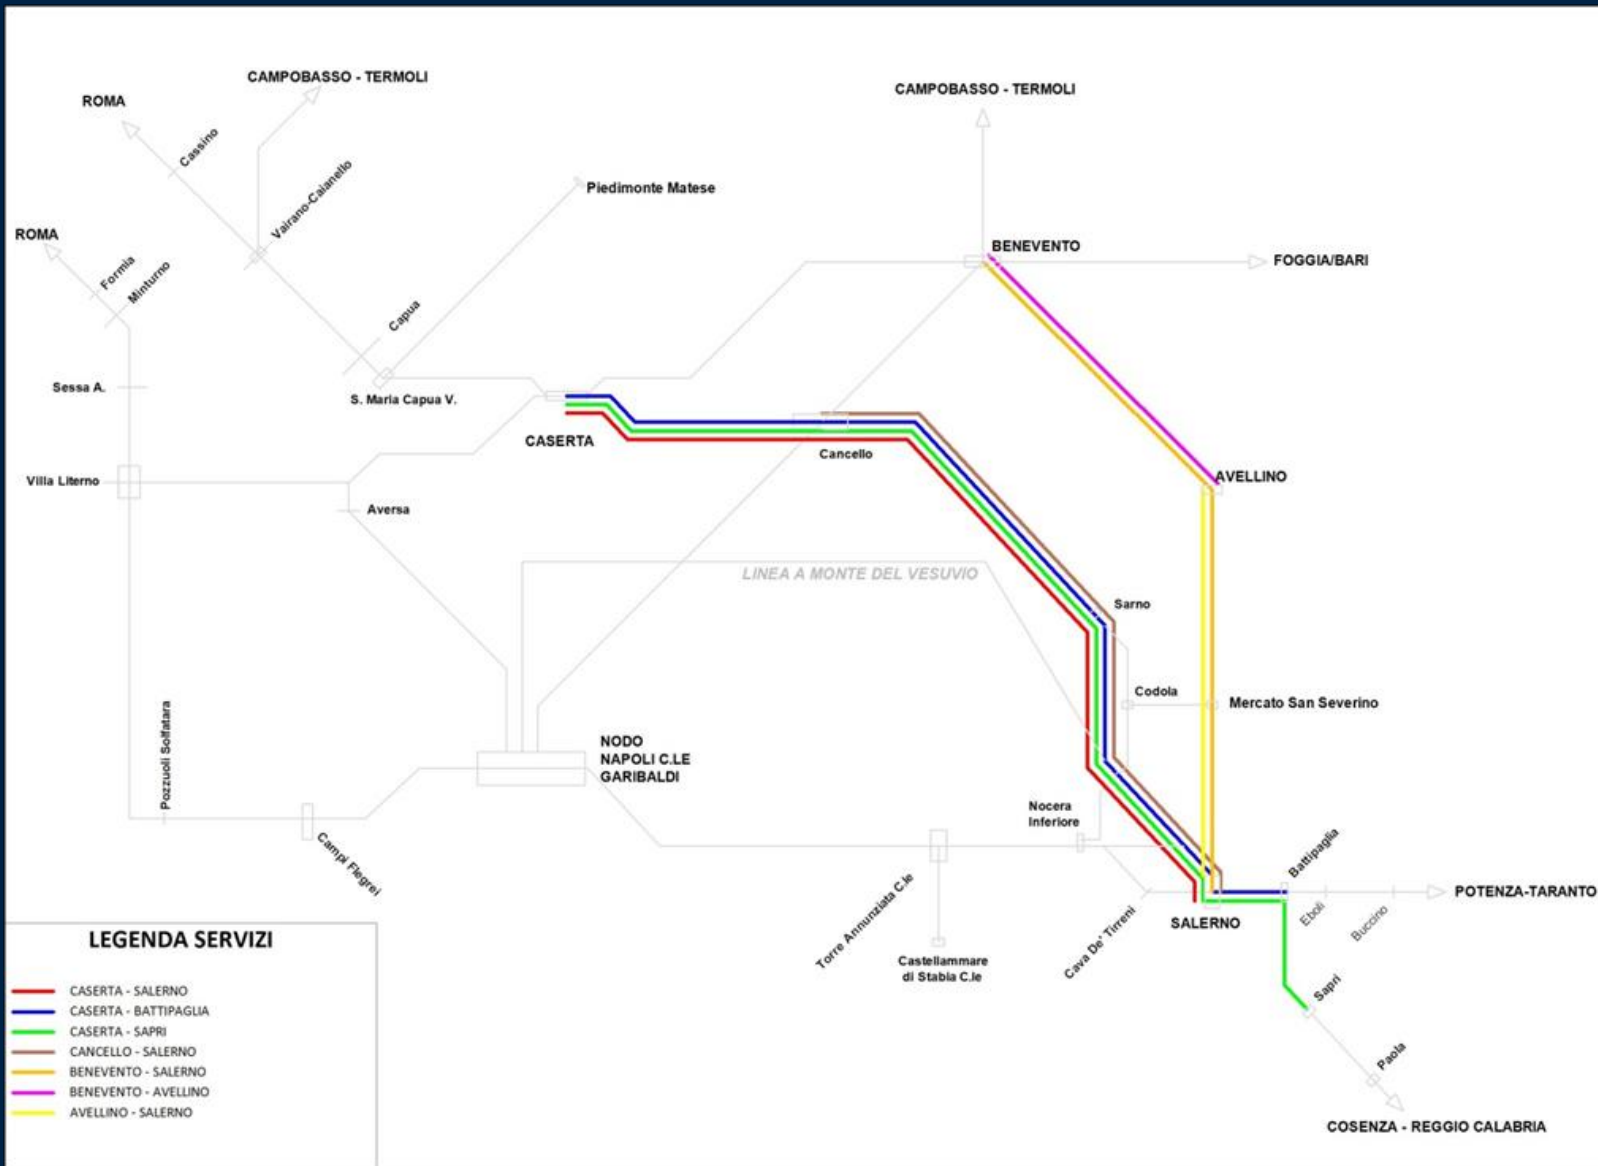 CAMPOBASSO - TERMOLI
CAMPOBASSO - TERMOLI
ROMA
Cassino
Vairano-Caianello
Piedimonte Matese
ROMA
Formia
Minturno
BENEVENTO
FOGGIA/BARI
Capua
Sessa A.
S. Maria Capua V.
CASERTA
Cancello
Villa Literno
AVELLINO
Aversa
LINEA A MONTE DEL VESUVIO
Sarno
Codola
Mercato San Severino
Pozzuoli Solfatara
NODO
NAPOLI C.LE
GARIBALDI
Nocera
Inferiore
Campi Flegrei
Battipaglia
POTENZA-TARANTO
Eboli
Buccino
Torre Annunziata C.le
Cava De' Tirreni
SALERNO
Castellammare
di Stabia C.le
Sapri
Paola
COSENZA - REGGIO CALABRIA
LEGENDA SERVIZI
CASERTA - SALERNO
CASERTA - BATTIPAGLIA
CASERTA - SAPRI
CANCELLO - SALERNO
BENEVENTO - SALERNO
BENEVENTO - AVELLINO
AVELLINO - SALERNO